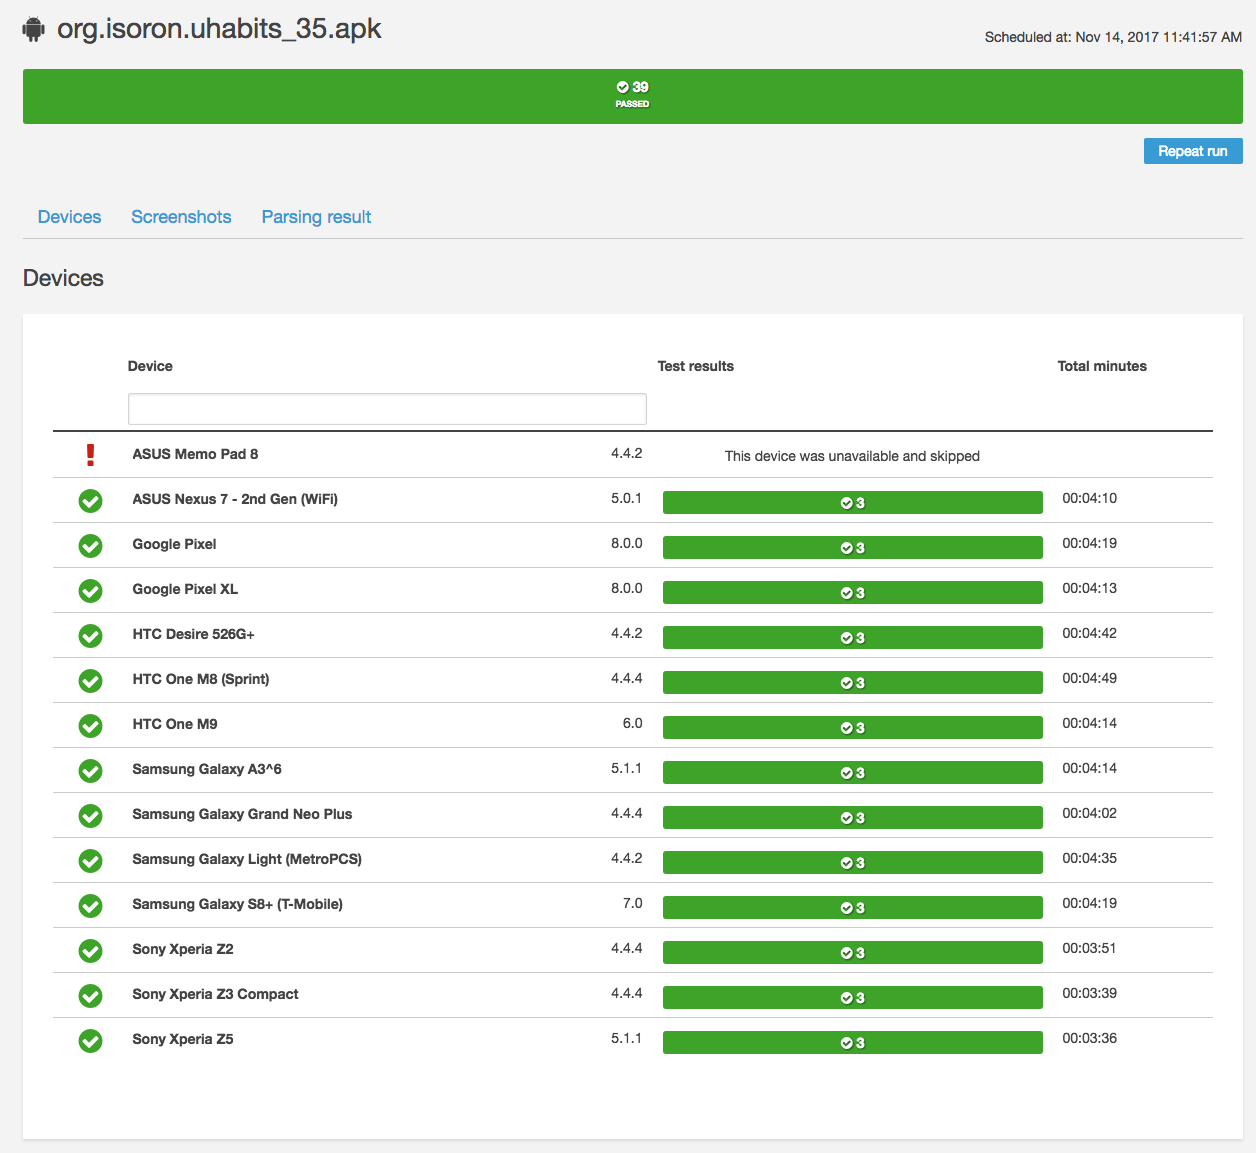 org.isoron.uhabits_35.apk
Scheduled at: Nov 14, 2017 11:41:57 AM
39
PASSED
Repeat run
Devices Screenshots Parsing result
Devices
Device Test results Total minutes
ASUS Memo Pad 8 4.4.2 This device was unavailable and skipped
ASUS Nexus 7 - 2nd Gen (WiFi) 5.0.1 3 00:04:10
Google Pixel 8.0.0 3 00:04:19
Google Pixel XL 8.0.0 3 00:04:13
HTC Desire 526G+ 4.4.2 3 00:04:42
HTC One M8 (Sprint) 4.4.4 3 00:04:49
HTC One M9 6.0 3 00:04:14
Samsung Galaxy A3^6 5.1.1 3 00:04:14
Samsung Galaxy Grand Neo Plus 4.4.4 3 00:04:02
Samsung Galaxy Light (MetroPCS) 4.4.2 3 00:04:35
Samsung Galaxy S8+ (T-Mobile) 7.0 3 00:04:19
Sony Xperia Z2 4.4.4 3 00:03:51
Sony Xperia Z3 Compact 4.4.4 3 00:03:39
Sony Xperia Z5 5.1.1 3 00:03:36